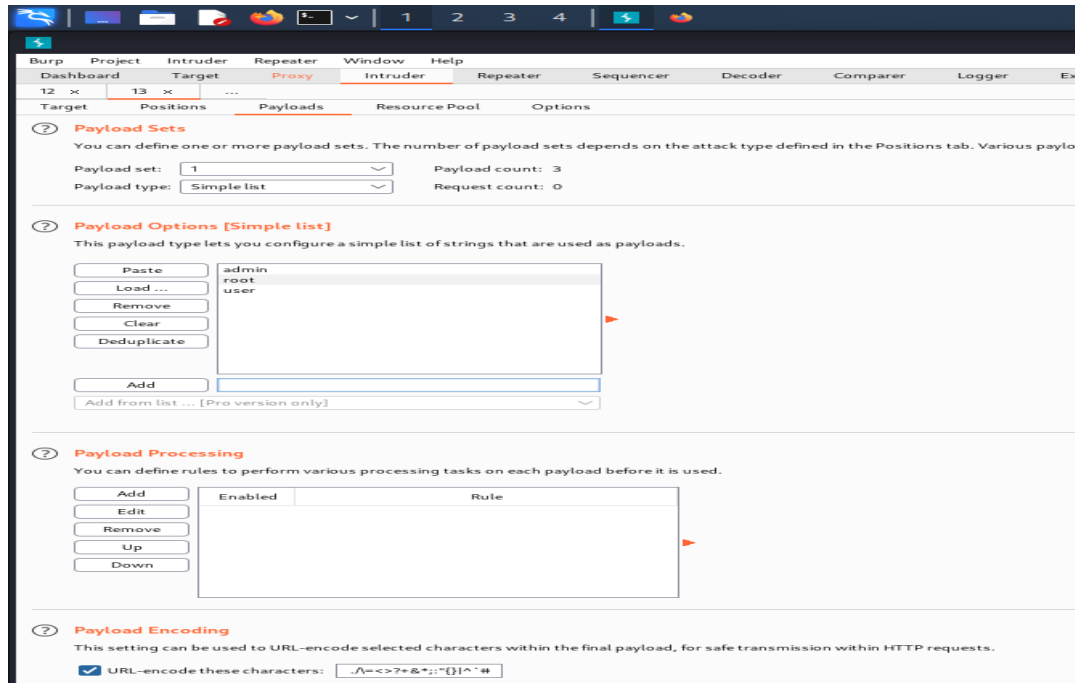 1 2 3 4
Burp Project Intruder Repeater Window Help
Dashboard Target Proxy Intruder Repeater Sequencer Decoder Comparer Logger Ex
12 × 13 × ...
Target Positions Payloads Resource Pool Options
? Payload Sets
You can define one or more payload sets. The number of payload sets depends on the attack type defined in the Positions tab. Various paylo
Payload set: 1 Payload count: 3
Payload type: Simple list Request count: 0
? Payload Options [Simple list]
This payload type lets you configure a simple list of strings that are used as payloads.
Paste admin
root
Load ... user
Remove
Clear
Deduplicate
Add
Add from list ... [Pro version only]
? Payload Processing
You can define rules to perform various processing tasks on each payload before it is used.
Add Enabled Rule
Edit
Remove
Up
Down
? Payload Encoding
This setting can be used to URL-encode selected characters within the final payload, for safe transmission within HTTP requests.
URL-encode these characters: ./\=<>?+&*;:"{}|^`#